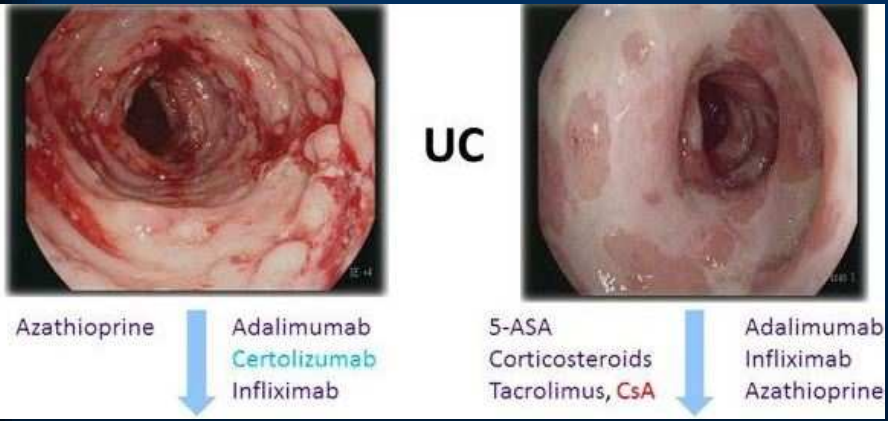 UC
Azathioprine
Adalimumab
Certolizumab
Infliximab
5-ASA
Corticosteroids
Tacrolimus, CsA
Adalimumab
Infliximab
Azathioprine